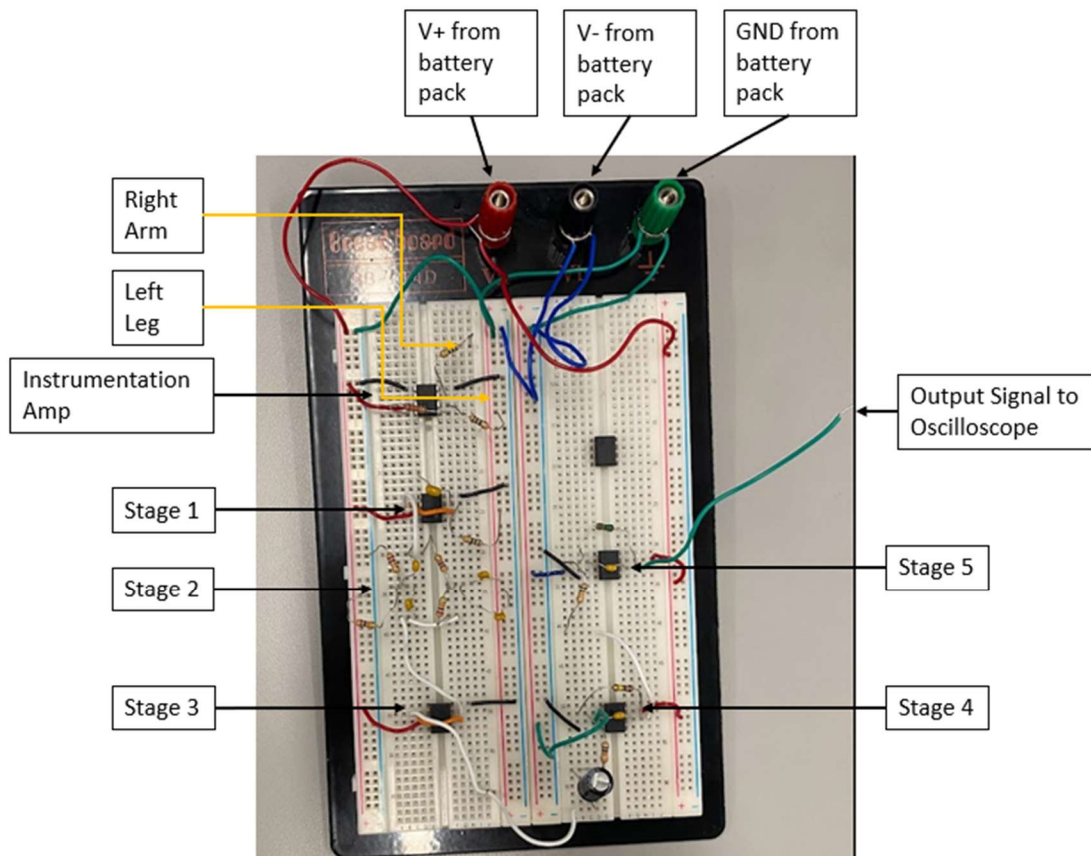 V+ from
battery
pack
V- from
battery
pack
GND from
battery
pack
Right
Arm
Left
Leg
Instrumentation
Amp
Output Signal to
Oscilloscope
Stage 1
Stage 2
Stage 5
Stage 3
Stage 4